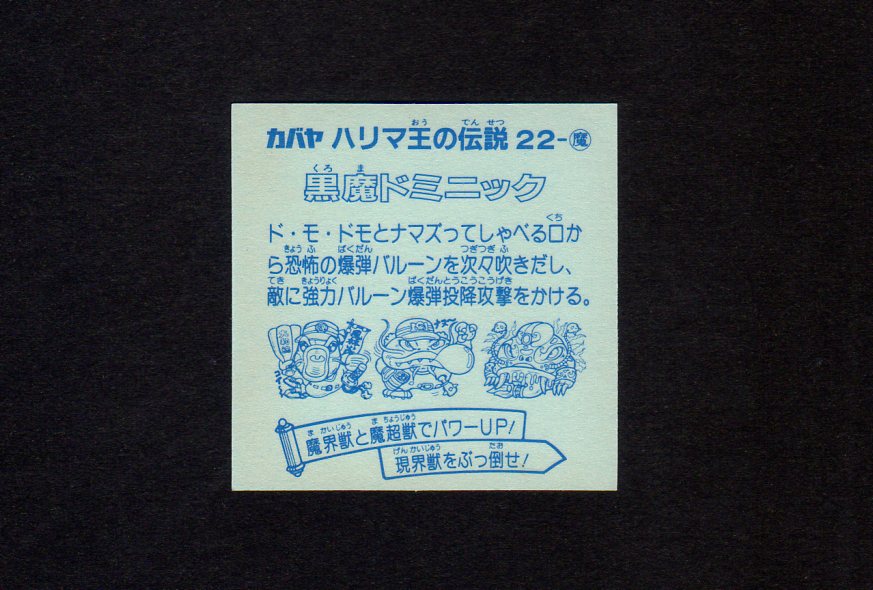 カバヤ ハリマ王の伝説 22-魔
黒魔ドミニック
ド・モ・ドモとナマズってしゃべる口か
ら恐怖の爆弾バルーンを次々吹きだし、
敵に強力バルーン爆弾投降攻撃をかける。
魔界獣と魔超獣でパワーUP!
現界獣をぶっ倒せ!